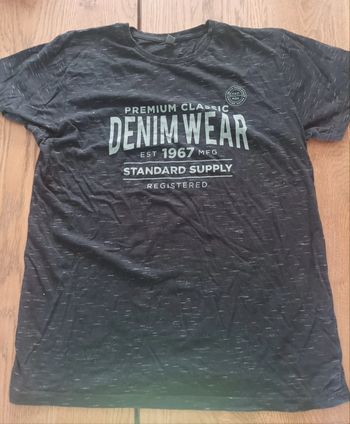 PREMIUM CLASSIC
DENIM WEAR
EST 1967 MFG
STANDARD SUPPLY
REGISTERED